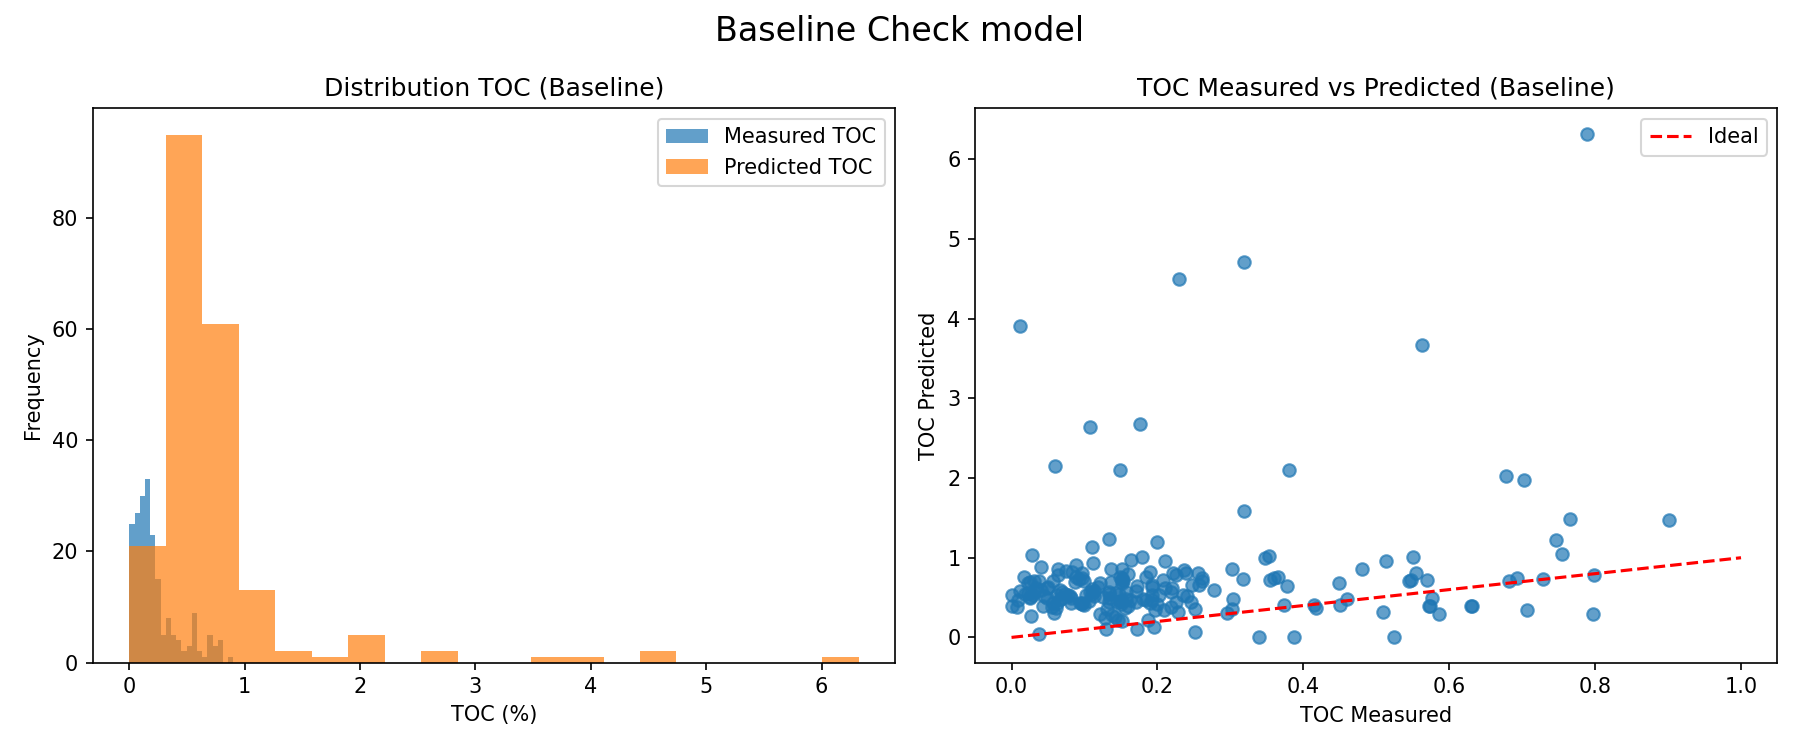 Baseline Check model
Distribution TOC (Baseline)
Measured TOC
Predicted TOC
Frequency
80
60
40
20
0
0 1 2 3 4 5 6
TOC (%)
TOC Measured vs Predicted (Baseline)
Ideal
TOC Predicted
6
5
4
3
2
1
0
0.0 0.2 0.4 0.6 0.8 1.0
TOC Measured